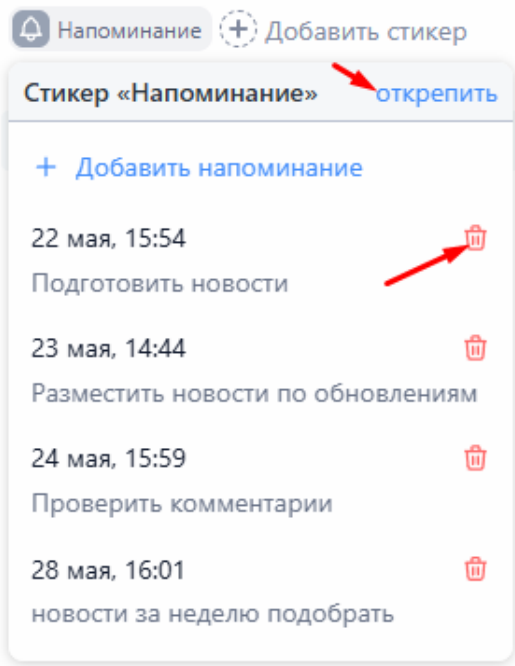 Напоминание Добавить стикер
Стикер «Напоминание» открепить
+ Добавить напоминание
22 мая, 15:54
Подготовить новости
23 мая, 14:44
Разместить новости по обновлениям
24 мая, 15:59
Проверить комментарии
28 мая, 16:01
новости за неделю подобрать